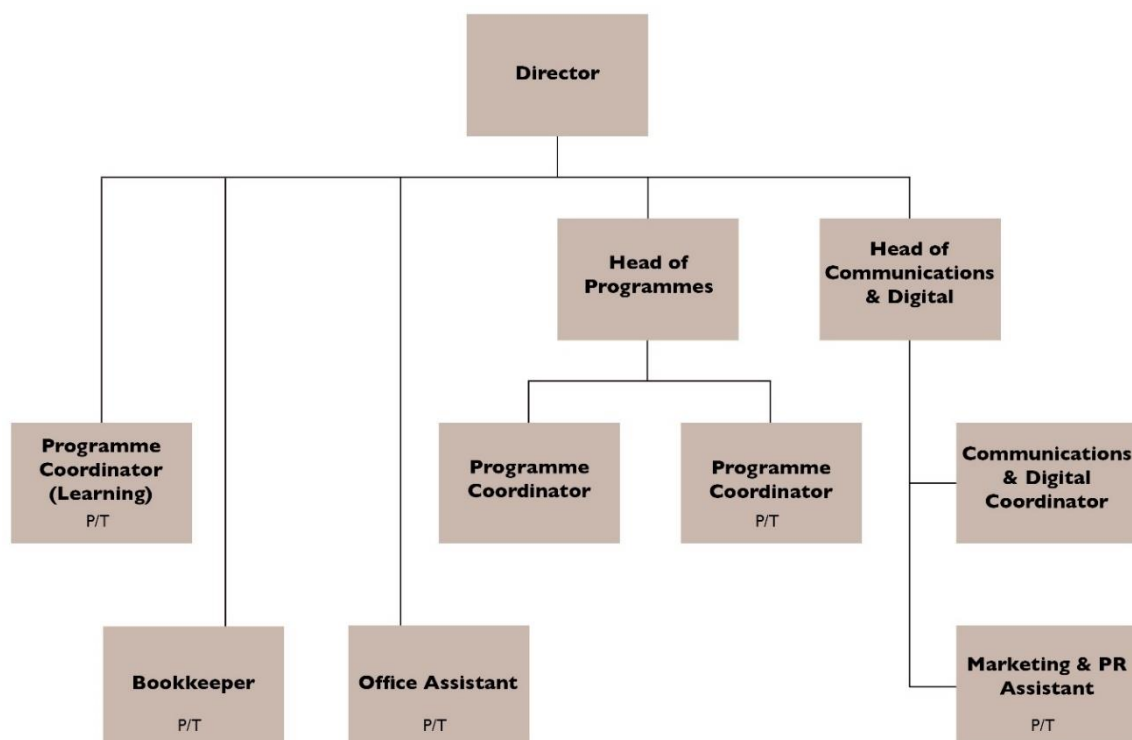 Director
Head of
Programmes
Head of
Communications
& Digital
Programme
Coordinator
(Learning)
P/T
Programme
Coordinator
Programme
Coordinator
P/T
Communications
& Digital
Coordinator
Bookkeeper
P/T
Office Assistant
P/T
Marketing & PR
Assistant
P/T